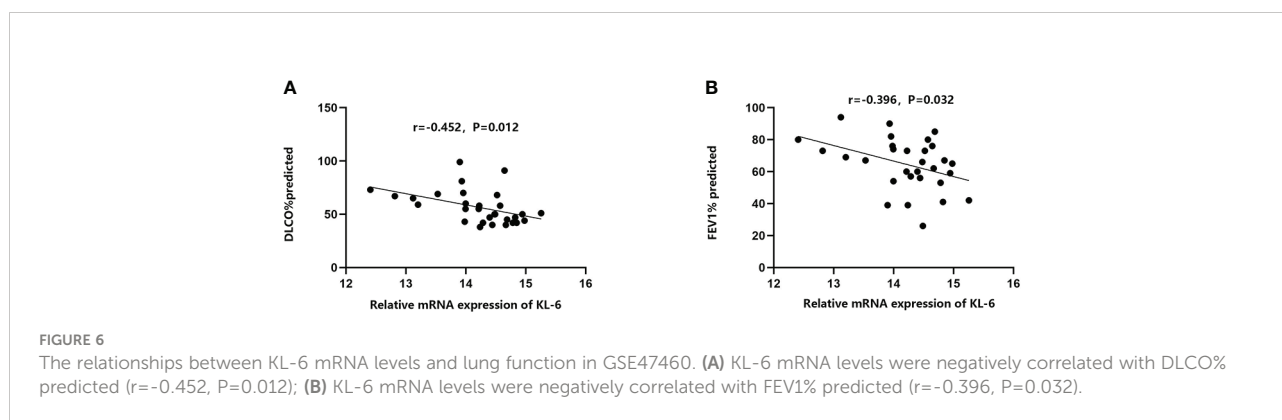 A
r=-0.452, P=0.012
DLCO%predicted
150
100
50
0
12 13 14 15 16
Relative mRNA expression of KL-6
B
r=-0.396, P=0.032
FEV1% predicted
100
80
60
40
20
0
12 13 14 15 16
Relative mRNA expression of KL-6
FIGURE 6
The relationships between KL-6 mRNA levels and lung function in GSE47460. (A) KL-6 mRNA levels were negatively correlated with DLCO%
predicted (r=-0.452, P=0.012); (B) KL-6 mRNA levels were negatively correlated with FEV1% predicted (r=-0.396, P=0.032).